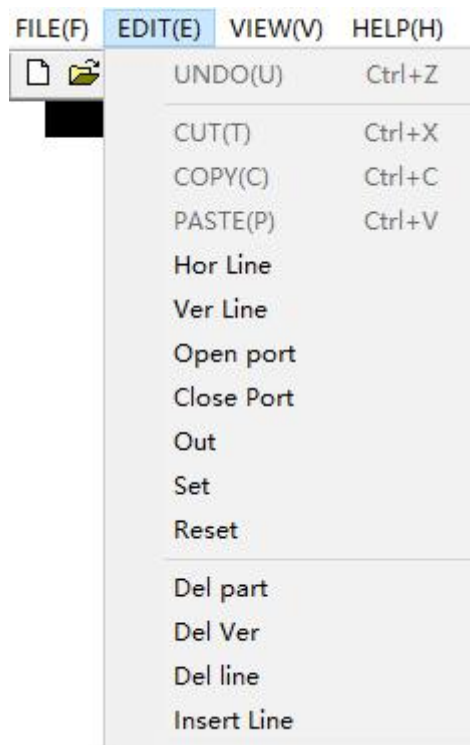 FILE(F) EDIT(E) VIEW(V) HELP(H)
UNDO(U) Ctrl+Z
CUT(T) Ctrl+X
COPY(C) Ctrl+C
PASTE(P) Ctrl+V
Hor Line
Ver Line
Open port
Close Port
Out
Set
Reset
Del part
Del Ver
Del line
Insert Line